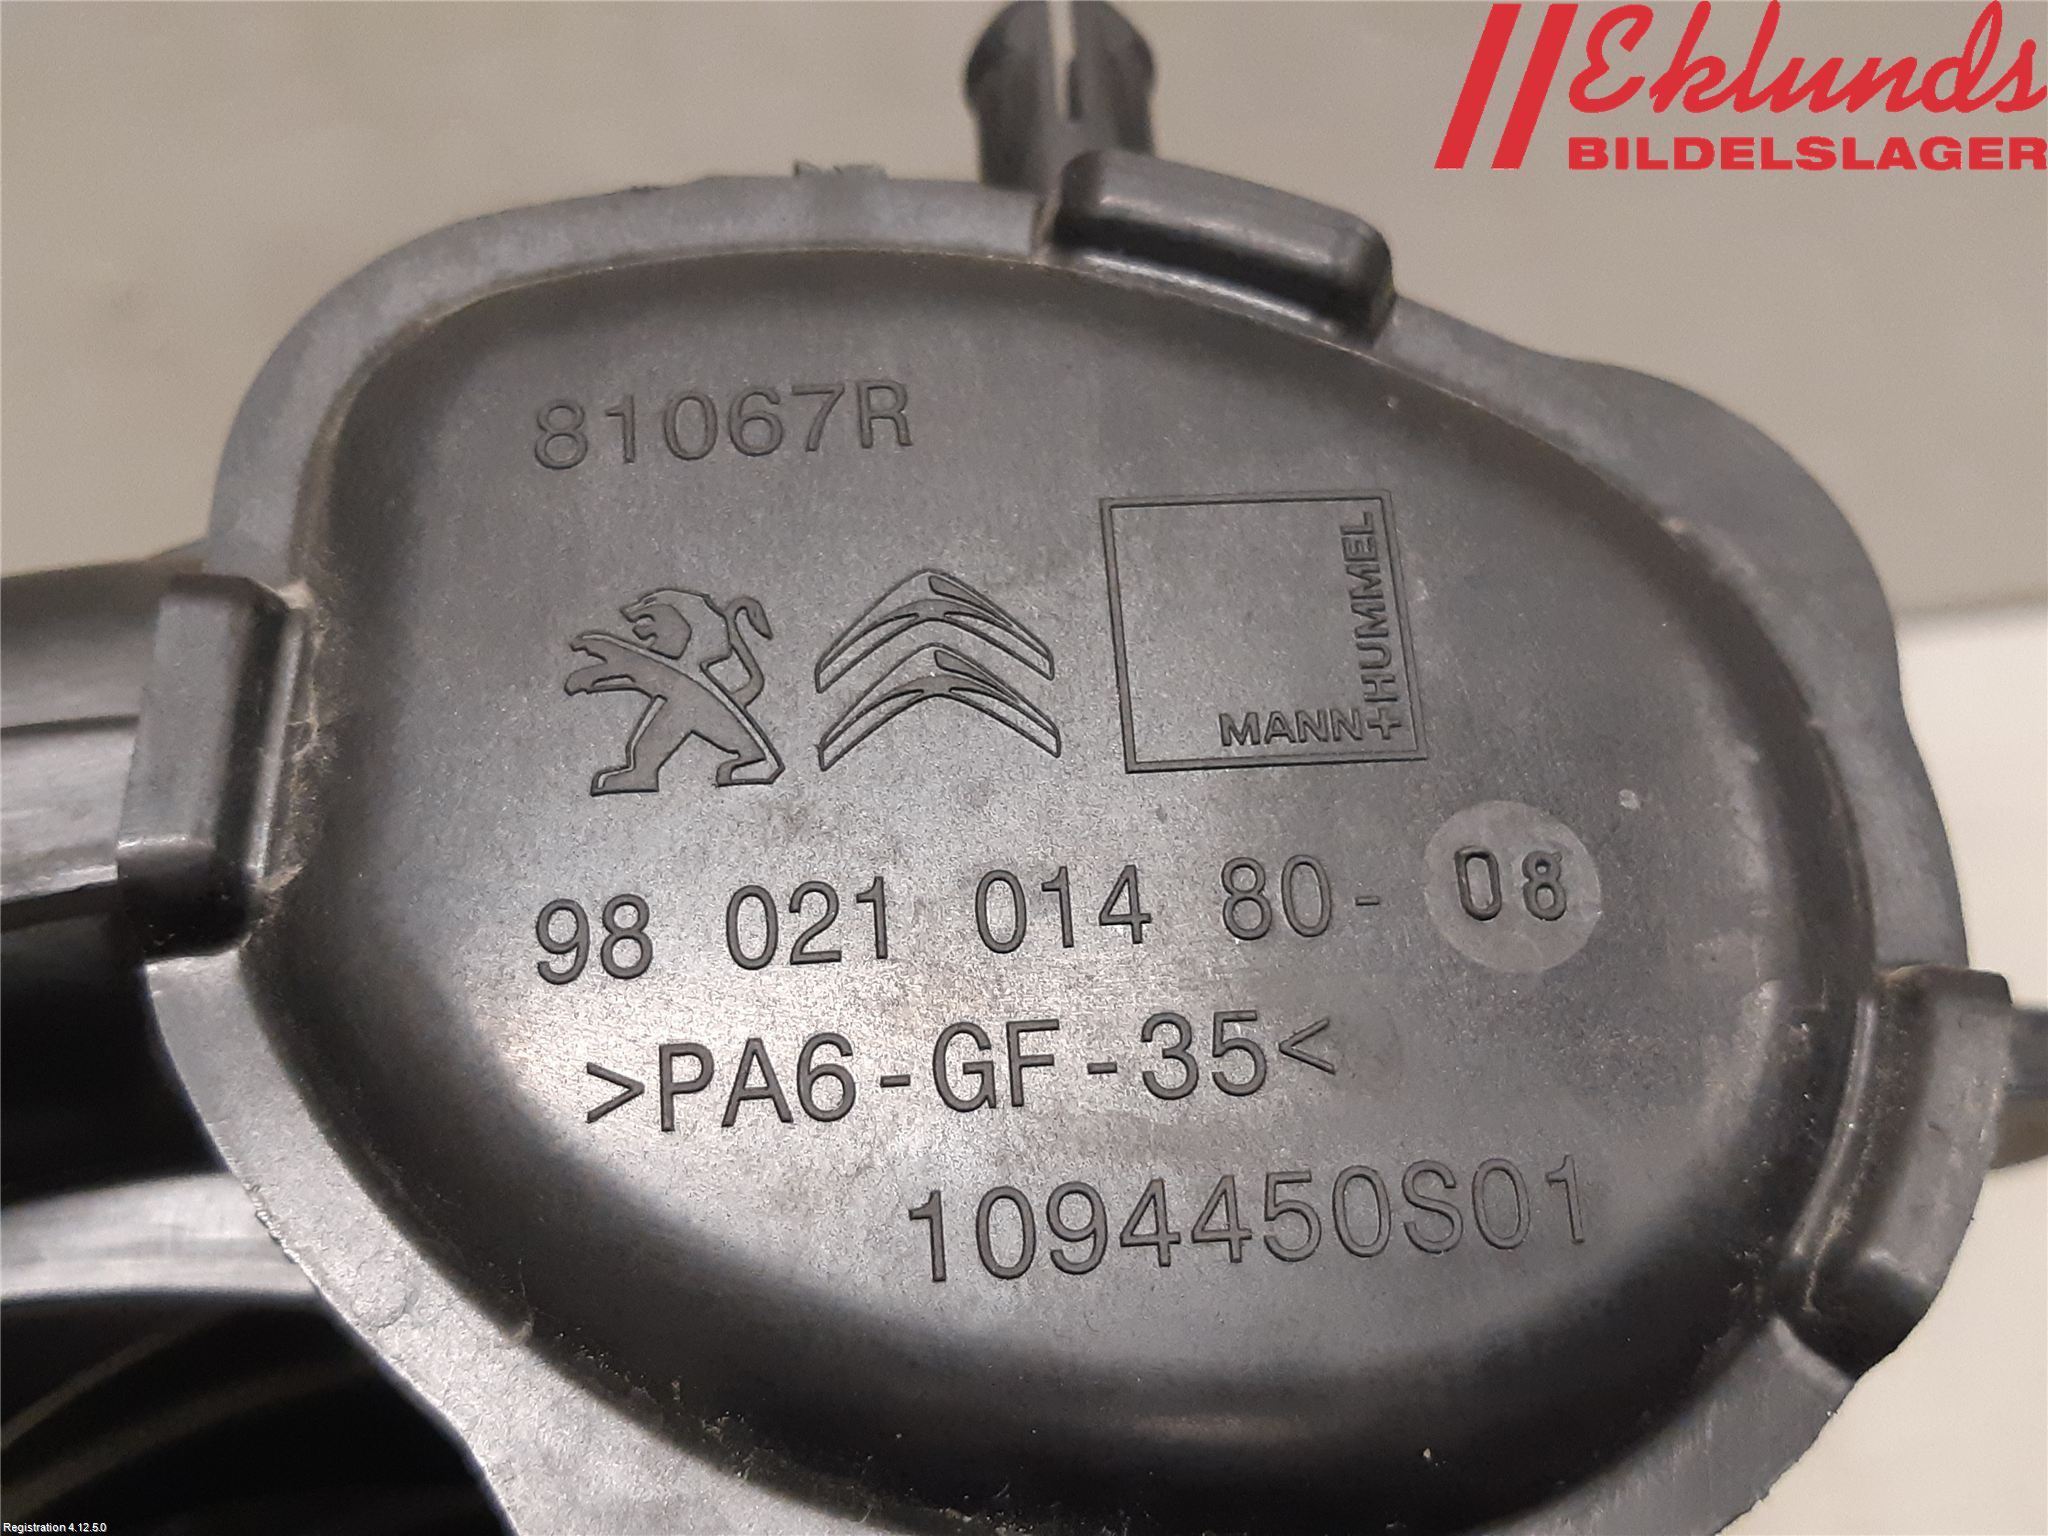 Eklunds
BILDELSLAGER
81067R
MANN+HUMMEL
98 021 014 80- 08
>PA6-GF-35<
1094450S01
Registration 4.12.5.0